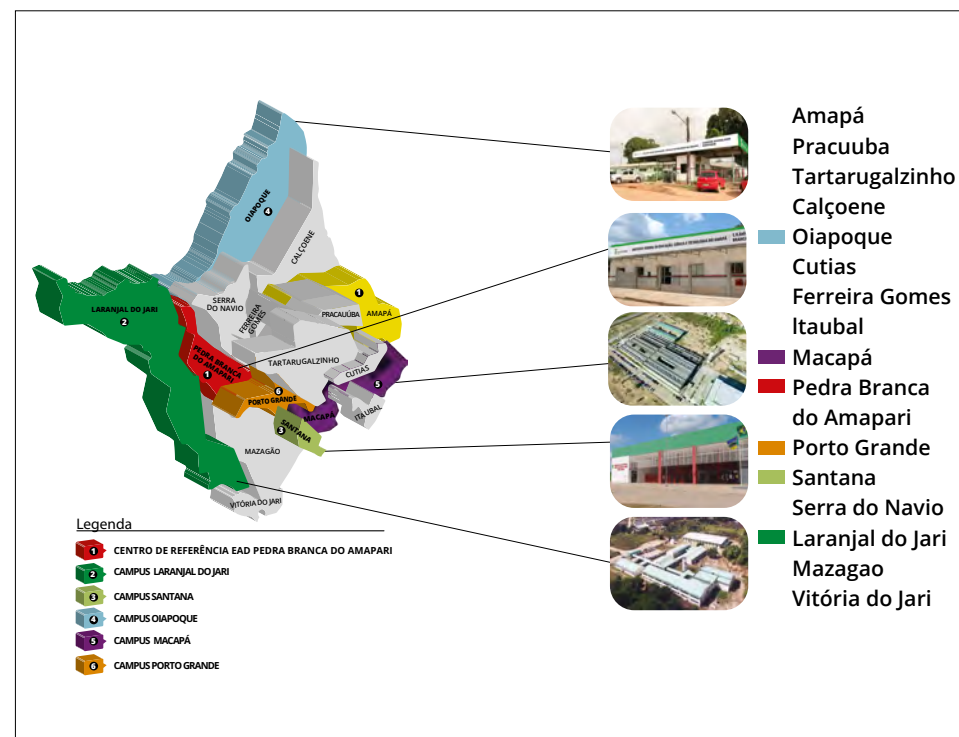 OIAPOQUE
4
CALÇOENE
LARANJAL DO JARI
2
SERRA
DO NAVIO
FERREIRA
GOMES
1
PRACAUÚBA
AMAPÁ
PEDRA BRANCA
DO AMAPARI
1
TARTARUGALZINHO
CUTIAS
5
6
PORTO GRANDE
MACAPÁ
ITAUBAL
SANTANA
3
MAZAGÃO
VITÓRIA DO JARI
Amapá
Pracuuba
Tartarugalzinho
Calçoene
Oiapoque
Cutias
Ferreira Gomes
Itaubal
Macapá
Pedra Branca
do Amapari
Porto Grande
Santana
Serra do Navio
Laranjal do Jari
Mazagao
Vitória do Jari
Legenda
1 CENTRO DE REFERÊNCIA EAD PEDRA BRANCA DO AMAPARI
2 CAMPUS LARANJAL DO JARI
3 CAMPUS SANTANA
4 CAMPUS OIAPOQUE
5 CAMPUS MACAPÁ
6 CAMPUS PORTO GRANDE